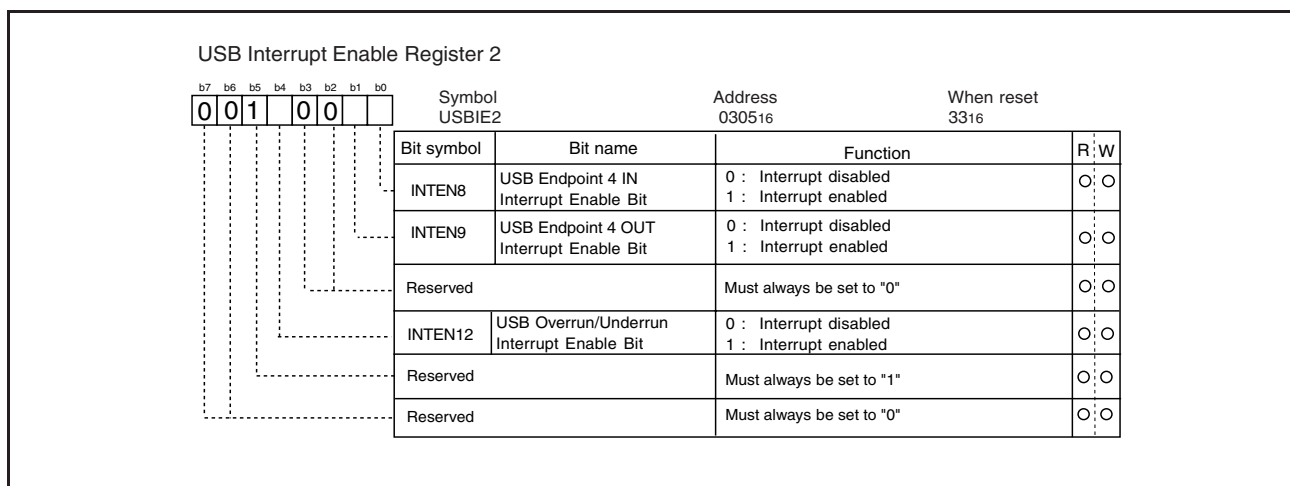 USB Interrupt Enable Register 2
b7 b6 b5 b4 b3 b2 b1 b0
0 0 1 0 0
Symbol Address When reset
USBIE2 030516 3316
Bit symbol Bit name Function R W
INTEN8 USB Endpoint 4 IN 0 : Interrupt disabled O O
Interrupt Enable Bit 1 : Interrupt enabled
INTEN9 USB Endpoint 4 OUT 0 : Interrupt disabled O O
Interrupt Enable Bit 1 : Interrupt enabled
Reserved Must always be set to "0" O O
INTEN12 USB Overrun/Underrun 0 : Interrupt disabled O O
Interrupt Enable Bit 1 : Interrupt enabled
Reserved Must always be set to "1" O O
Reserved Must always be set to "0" O O